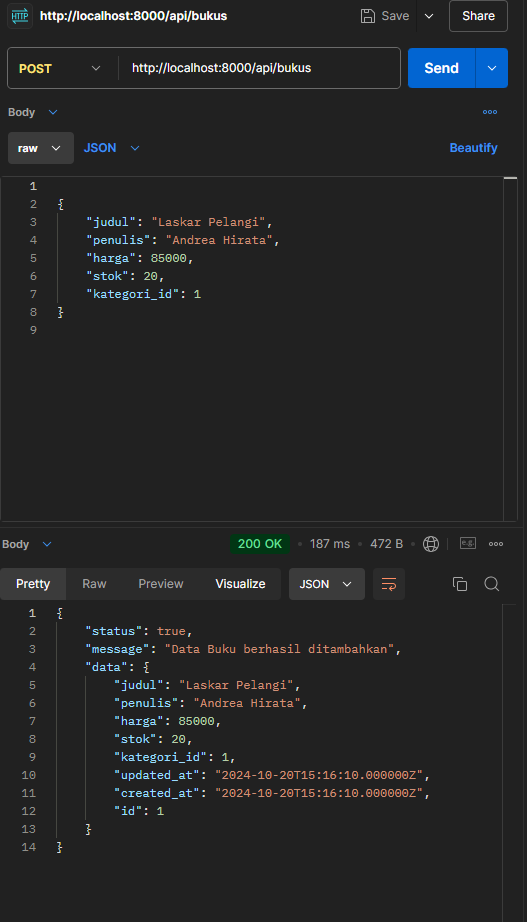 HTTP http://localhost:8000/api/bukus Save Share
POST http://localhost:8000/api/bukus Send
Body
raw JSON Beautify
1
2 {
3 "judul": "Laskar Pelangi",
4 "penulis": "Andrea Hirata",
5 "harga": 85000,
6 "stok": 20,
7 "kategori_id": 1
8 }
9
Body 200 OK 187 ms 472 B e.g.
Pretty Raw Preview Visualize JSON
1 {
2 "status": true,
3 "message": "Data Buku berhasil ditambahkan",
4 "data": {
5 "judul": "Laskar Pelangi",
6 "penulis": "Andrea Hirata",
7 "harga": 85000,
8 "stok": 20,
9 "kategori_id": 1,
10 "updated_at": "2024-10-20T15:16:10.000000Z",
11 "created_at": "2024-10-20T15:16:10.000000Z",
12 "id": 1
13 }
14 }